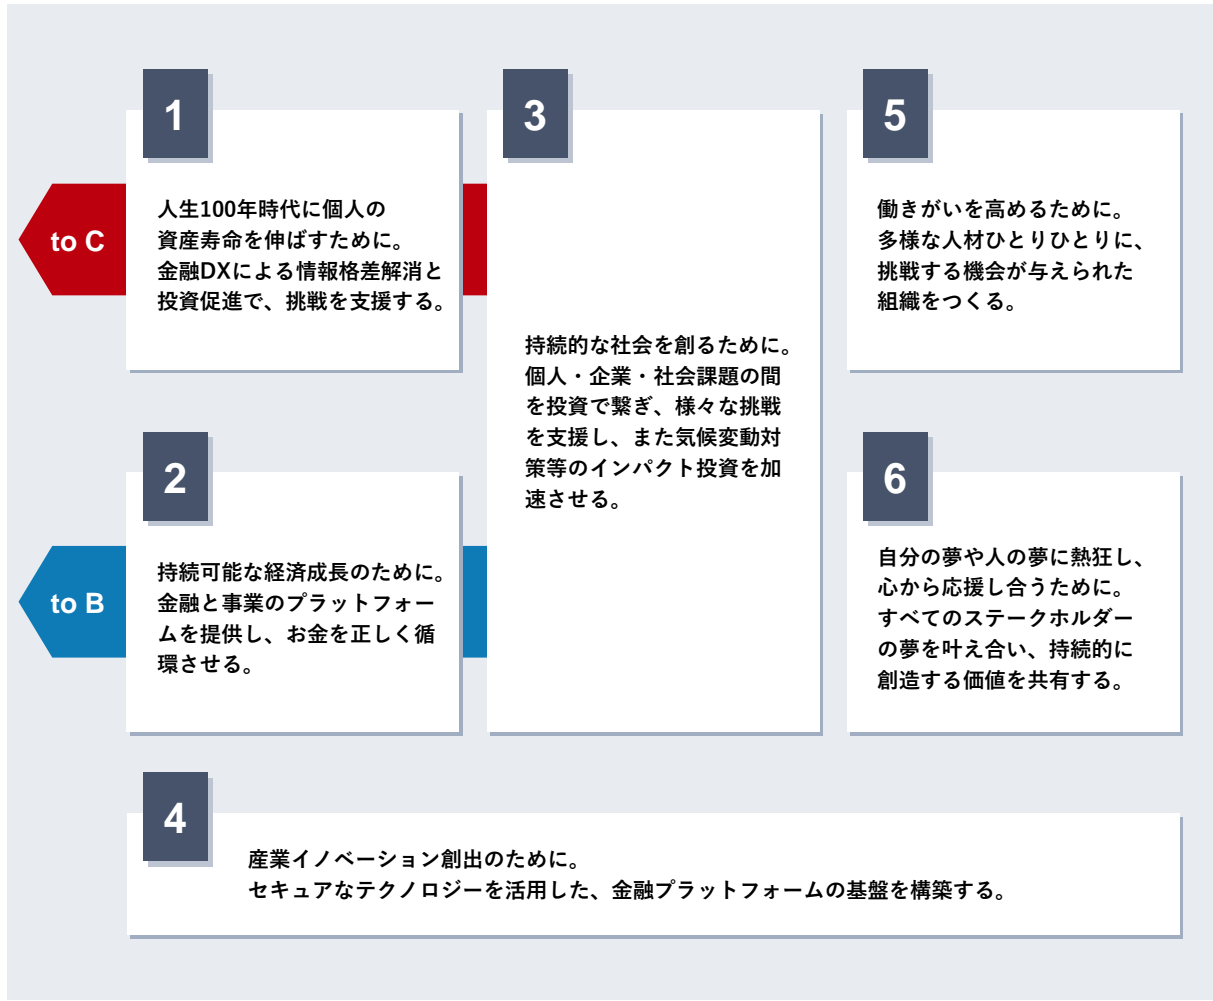 1
to C
人生100年時代に個人の
資産寿命を伸ばすために。
金融DXによる情報格差解消と
投資促進で、挑戦を支援する。
2
to B
持続可能な経済成長のために。
金融と事業のプラットフォー
ムを提供し、お金を正しく循
環させる。
3
持続的な社会を創るために。
個人・企業・社会課題の間
を投資で繋ぎ、様々な挑戦
を支援し、また気候変動対
策等のインパクト投資を加
速させる。
4
産業イノベーション創出のために。
セキュアなテクノロジーを活用した、金融プラットフォームの基盤を構築する。
5
働きがいを高めるために。
多様な人材ひとりひとりに、
挑戦する機会が与えられた
組織をつくる。
6
自分の夢や人の夢に熱狂し、
心から応援し合うために。
すべてのステークホルダー
の夢を叶え合い、持続的に
創造する価値を共有する。